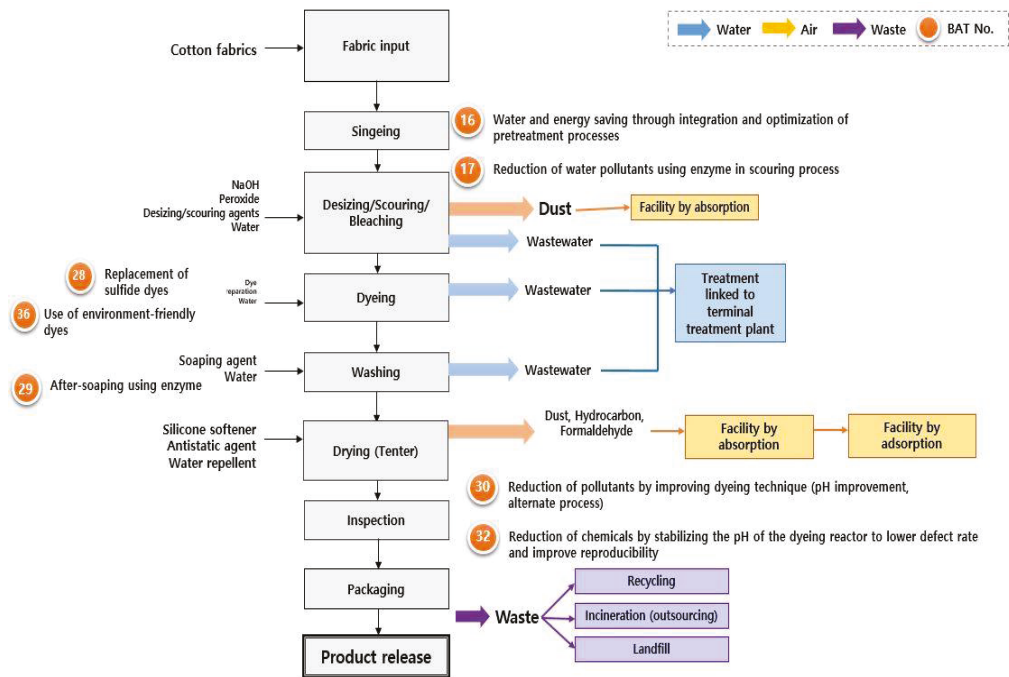 Water
Air
Waste
BAT No.
Cotton fabrics
Fabric input
Singeing
16
Water and energy saving through integration and optimization of
pretreatment processes
17
Reduction of water pollutants using enzyme in scouring process
NaOH
Peroxide
Desizing/scouring agents
Water
Desizing/Scouring/
Bleaching
Dust
Facility by absorption
Wastewater
28
Replacement of
sulfide dyes
36
Use of environment-friendly
dyes
Dye
reparation
Water
Dyeing
Wastewater
Treatment
linked to
terminal
treatment plant
Soaping agent
Water
29
After-soaping using enzyme
Washing
Wastewater
Silicone softener
Antistatic agent
Water repellent
Drying (Tenter)
Dust, Hydrocarbon,
Formaldehyde
Facility by
absorption
Facility by
adsorption
30
Reduction of pollutants by improving dyeing technique (pH improvement,
alternate process)
Inspection
32
Reduction of chemicals by stabilizing the pH of the dyeing reactor to lower defect rate
and improve reproducibility
Packaging
Waste
Recycling
Incineration (outsourcing)
Landfill
Product release